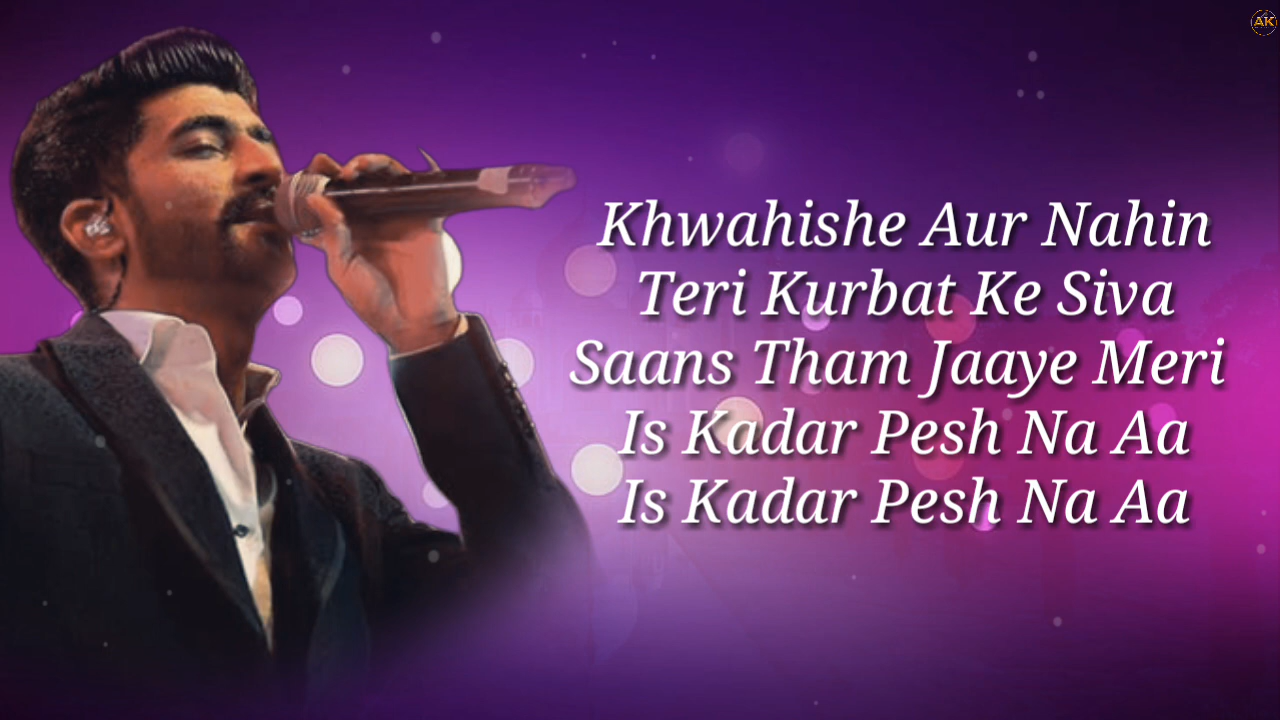 AK
Khwahishe Aur Nahin
Teri Kurbat Ke Siva
Saans Tham Jaaye Meri
Is Kadar Pesh Na Aa
Is Kadar Pesh Na Aa